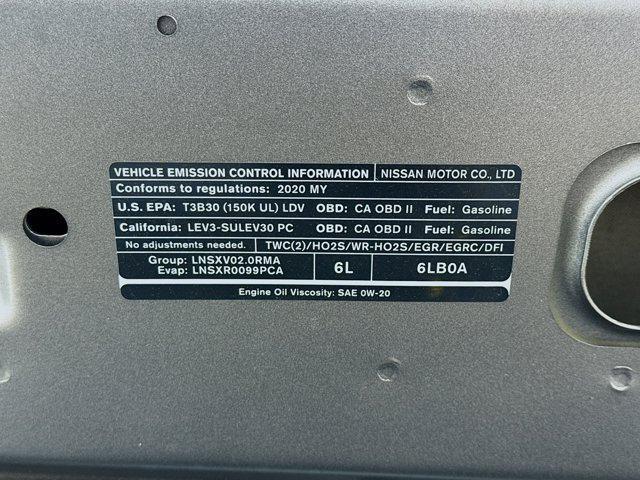 VEHICLE EMISSION CONTROL INFORMATION NISSAN MOTOR CO., LTD
Conforms to regulations: 2020 MY
U.S. EPA: T3B30 (150K UL) LDV OBD: CA OBD II Fuel: Gasoline
California: LEV3-SULEV30 PC OBD: CA OBD II Fuel: Gasoline
No adjustments needed. TWC(2)/HO2S/WR-HO2S/EGR/EGRC/DFI
Group: LNSXV02.0RMA
Evap: LNSXR0099PCA
6L 6LB0A
Engine Oil Viscosity: SAE 0W-20